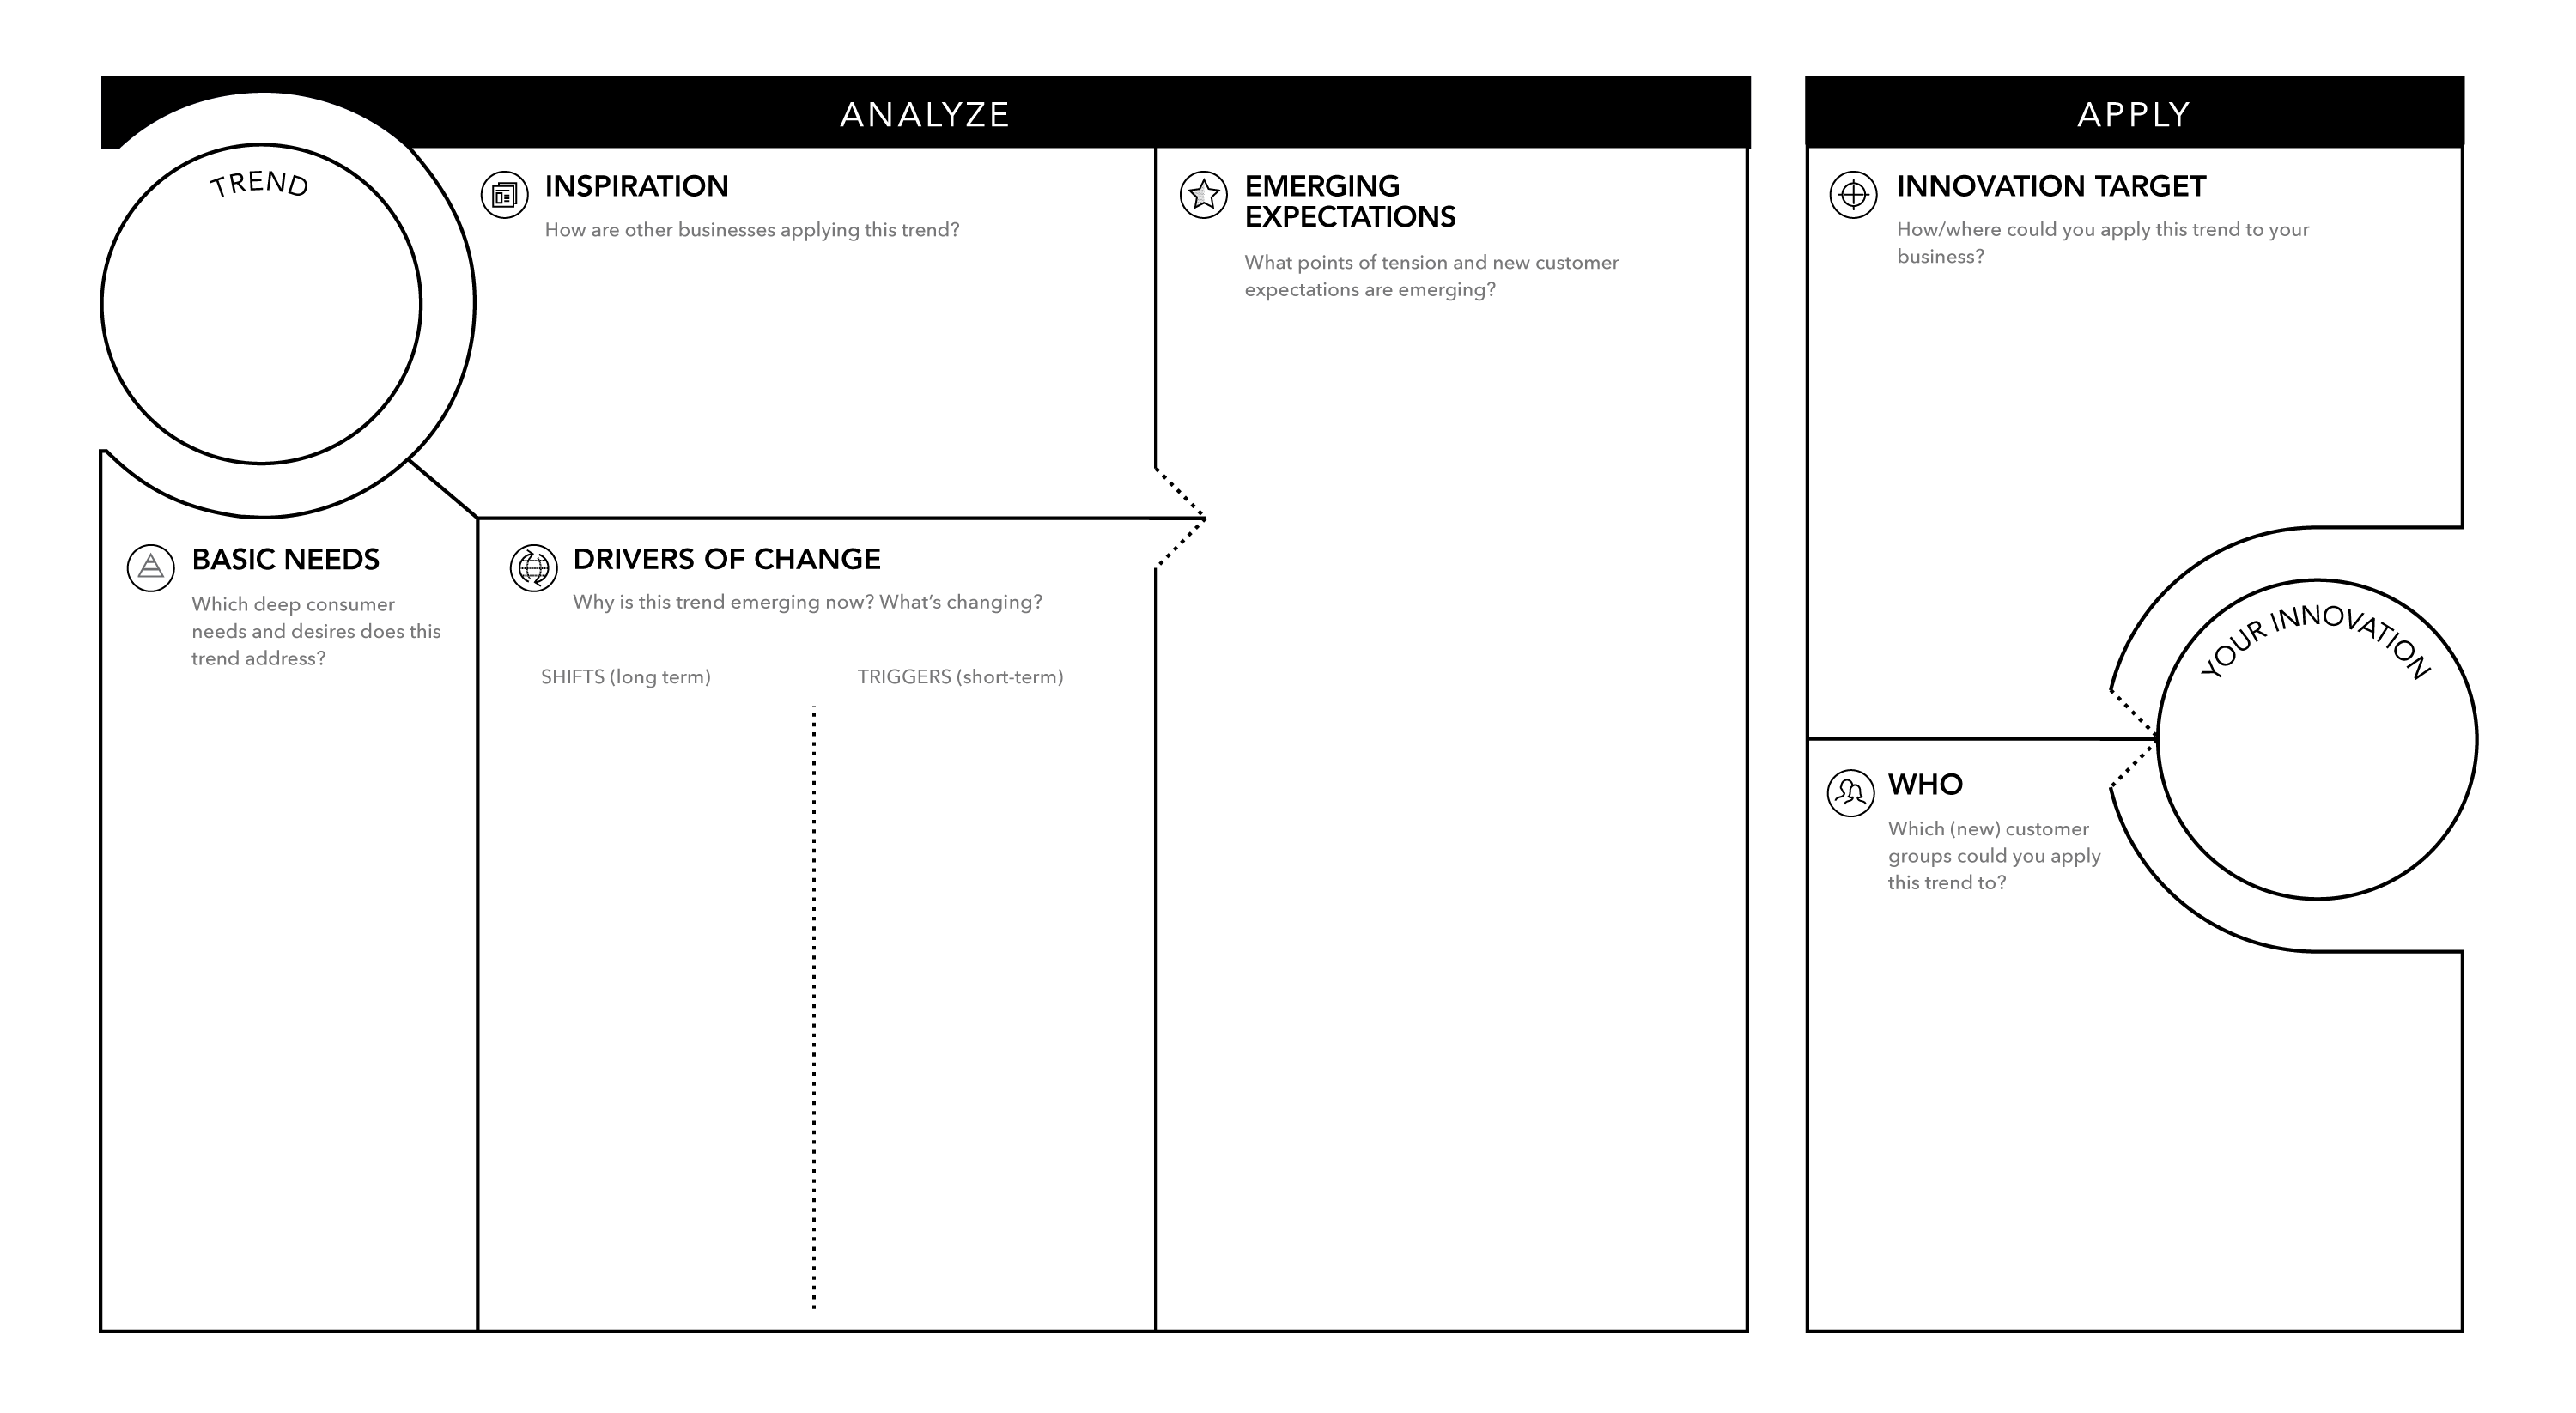 ANALYZE
TREND
INSPIRATION
How are other businesses applying this trend?
EMERGING
EXPECTATIONS
What points of tension and new customer
expectations are emerging?
BASIC NEEDS
Which deep consumer
needs and desires does this
trend address?
DRIVERS OF CHANGE
Why is this trend emerging now? What’s changing?
SHIFTS (long term)
TRIGGERS (short-term)
APPLY
INNOVATION TARGET
How/where could you apply this trend to your
business?
YOUR INNOVATION
WHO
Which (new) customer
groups could you apply
this trend to?